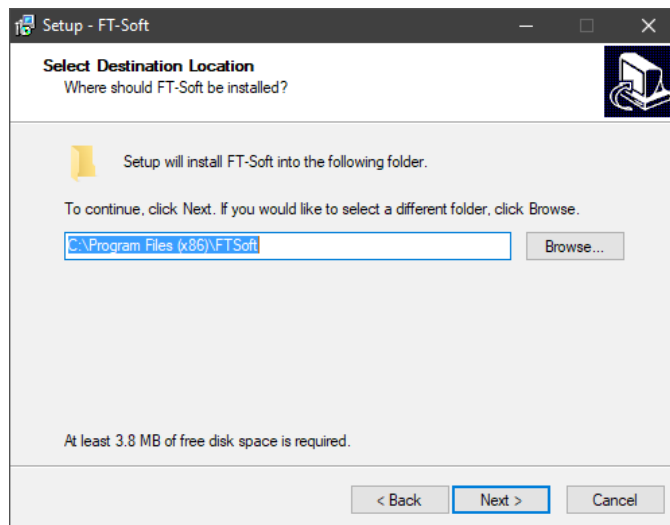 Setup - FT-Soft
Select Destination Location
Where should FT-Soft be installed?
Setup will install FT-Soft into the following folder.
To continue, click Next. If you would like to select a different folder, click Browse.
C:\Program Files (x86)\FTSoft
Browse...
At least 3.8 MB of free disk space is required.
< Back
Next >
Cancel